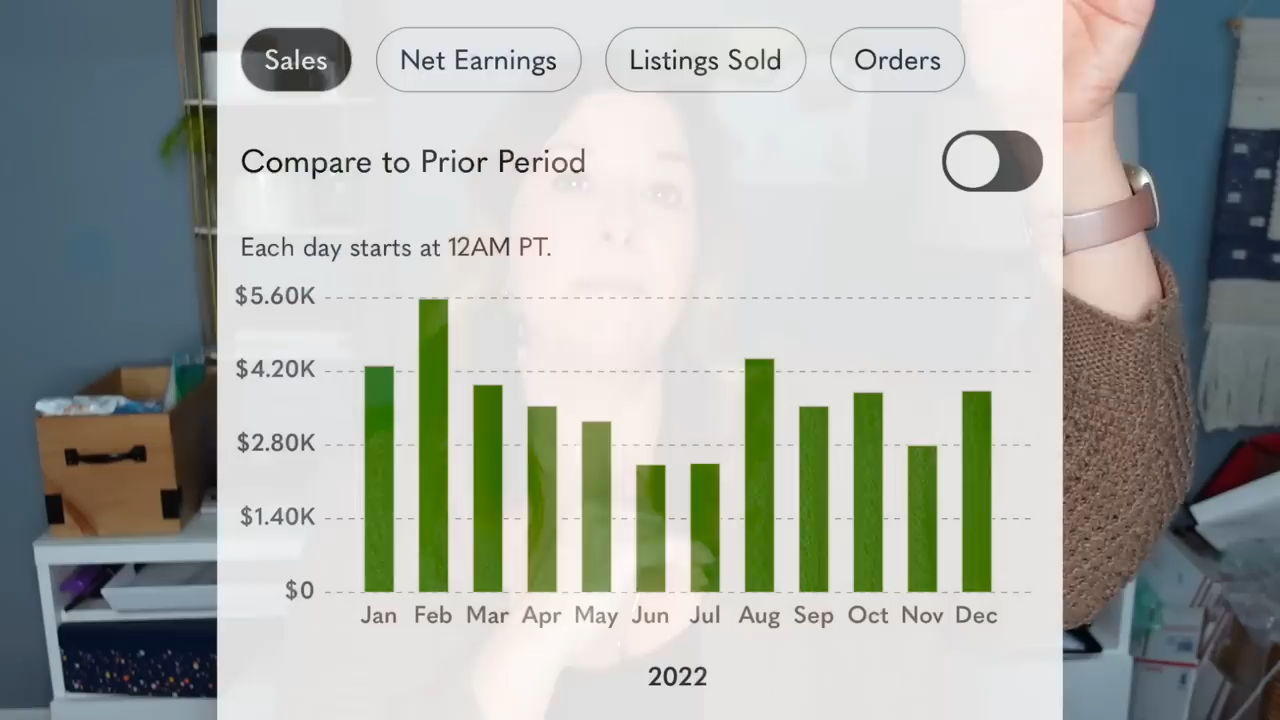 Sales Net Earnings Listings Sold Orders
Compare to Prior Period
Each day starts at 12AM PT.
$5.60K
$4.20K
$2.80K
$1.40K
$0
Jan Feb Mar Apr May Jun Jul Aug Sep Oct Nov Dec
2022